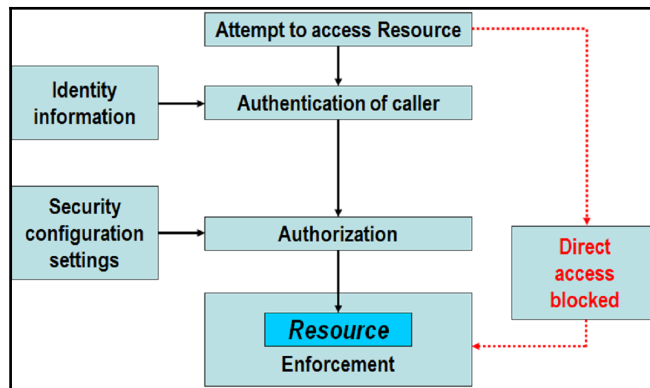 Attempt to access Resource
Identity
information
Authentication of caller
Security
configuration
settings
Authorization
Direct
access
blocked
Resource
Enforcement